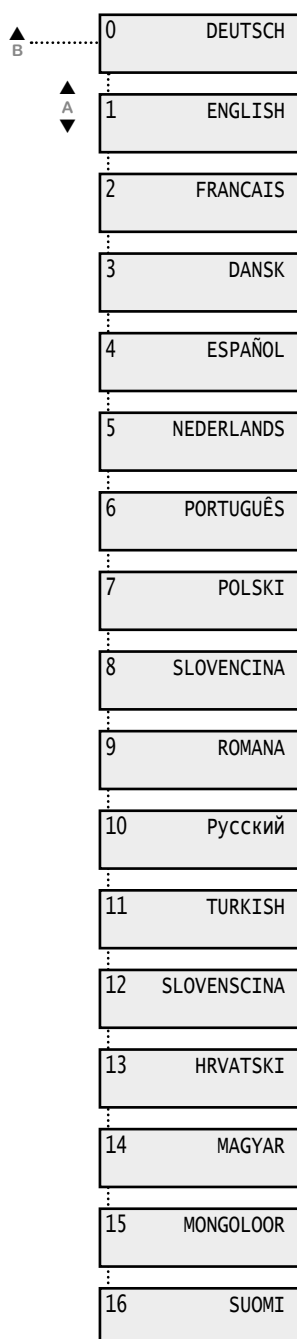 ▲ B
0 DEUTSCH
▲ A ▼
1 ENGLISH
2 FRANCAIS
3 DANSK
4 ESPAÑOL
5 NEDERLANDS
6 PORTUGUÊS
7 POLSKI
8 SLOVENCINA
9 ROMANA
10 Русский
11 TURKISH
12 SLOVENSCINA
13 HRVATSKI
14 MAGYAR
15 MONGOLOOR
16 SUOMI